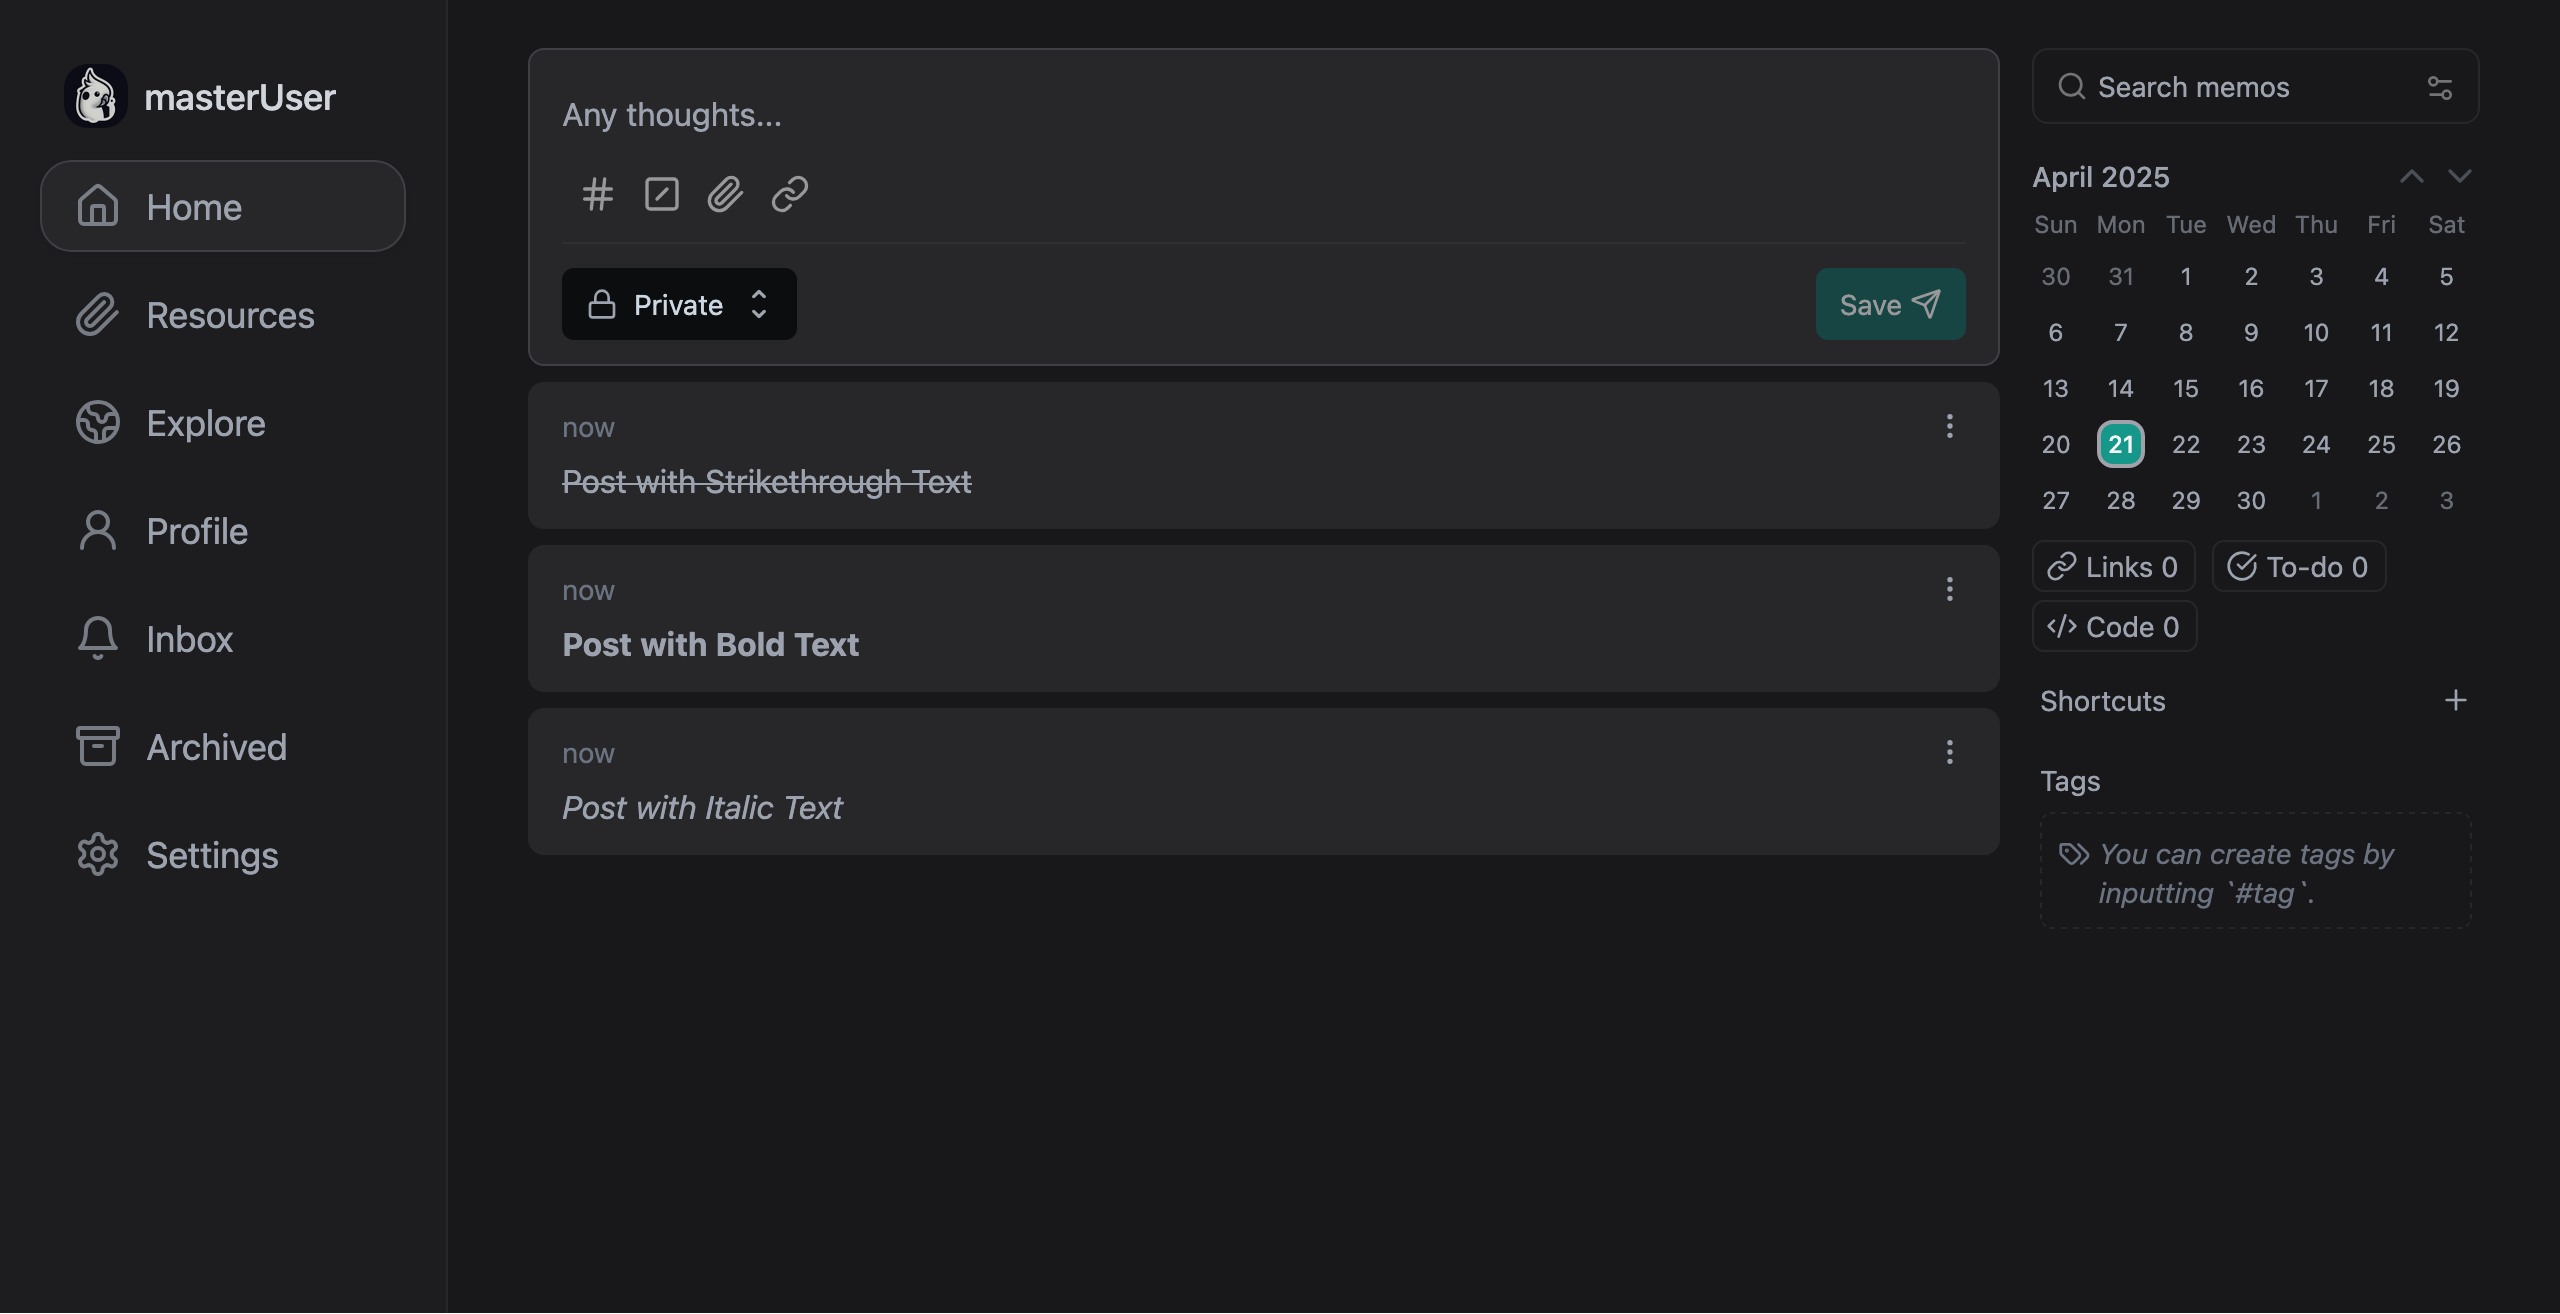 masterUser
Home
Resources
Explore
Profile
Inbox
Archived
Settings
Any thoughts...
Private
Save
now
Post with Strikethrough Text
now
Post with Bold Text
now
Post with Italic Text
Search memos
April 2025
Sun Mon Tue Wed Thu Fri Sat
30 31 1 2 3 4 5
6 7 8 9 10 11 12
13 14 15 16 17 18 19
20 21 22 23 24 25 26
27 28 29 30 1 2 3
Links 0 To-do 0
Code 0
Shortcuts
Tags
You can create tags by
inputting `#tag`.